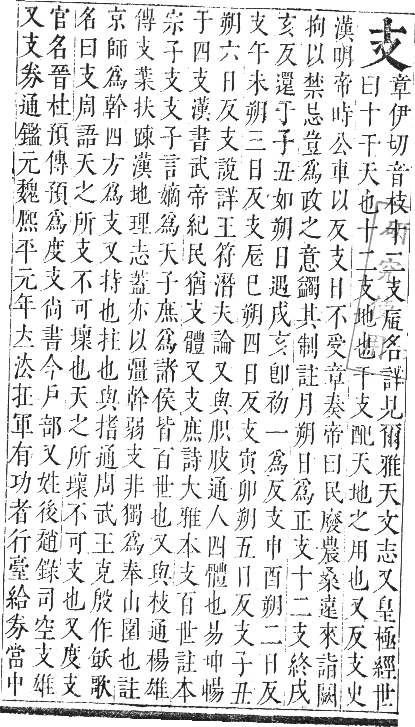 支
章伊切音枝十二支辰名詳見爾雅天文志又皇極經世
曰十干天也十二支地也干支配天地之用也又反支史
漢明帝時公車以反支日不受章奏帝曰民廢農桑遠來詣闕
拘以禁忌豈爲政之意蠲其制註月朔日爲正支十二支終戌
亥反還于子丑如朔日遇戌亥卽初一爲反支申酉朔二日反
支午未朔三日反支辰巳朔四日反支寅卯朔五日反支子丑
朔六日反支說詳王符潛夫論又與胑肢通人四體也易坤暢
于四支漢書武帝紀民猶支體又支庶詩大雅本支百世註本
宗子支支子言嫡爲天子庶爲諸侯皆百世也又與枝通楊雄
傳支葉扶踈漢地理志蓋亦以彊幹弱支非獨爲奉山園也註
京師爲幹四方爲支又持也拄也與搘通周武王克殷作飫歌
名曰支周語天之所支不可壞也天之所壞不可支也又度支
官名晉杜預傳預爲度支尙書今戶部又姓後趙錄司空支雄
又支劵通鑑元魏熈平元年大法在軍有功者行臺給劵當中